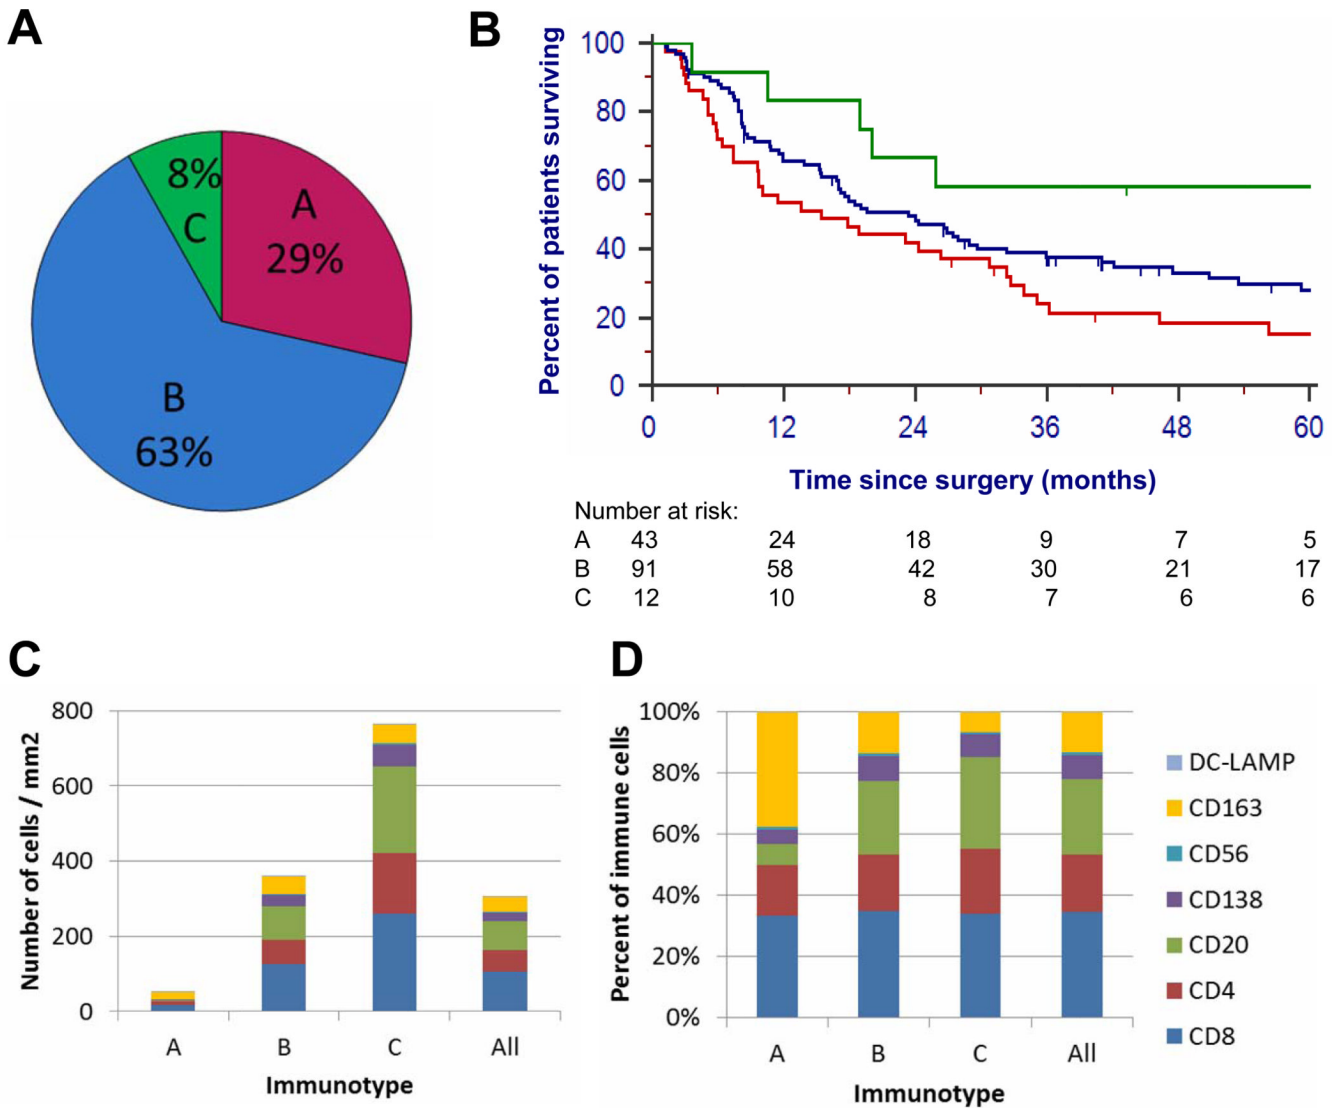 A
8%
C
A
29%
B
63%
B
Percent of patients surviving
100
80
60
40
20
0
0 12 24 36 48 60
Time since surgery (months)
Number at risk:
A 43 24 18 9 7 5
B 91 58 42 30 21 17
C 12 10 8 7 6 6
C
Number of cells / mm2
800
600
400
200
0
A B C All
Immunotype
D
Percent of immune cells
100%
80%
60%
40%
20%
0%
A B C All
Immunotype
DC-LAMP
CD163
CD56
CD138
CD20
CD4
CD8